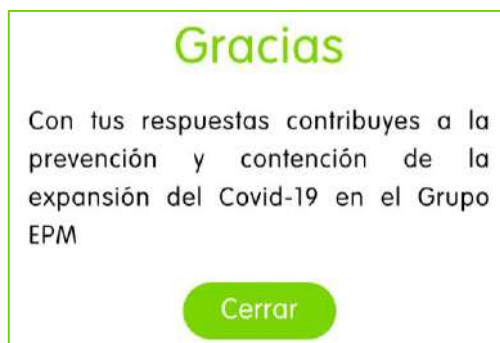 Gracias
Con tus respuestas contribuyes a la
prevención y contención de la
expansión del Covid-19 en el Grupo
EPM
Cerrar